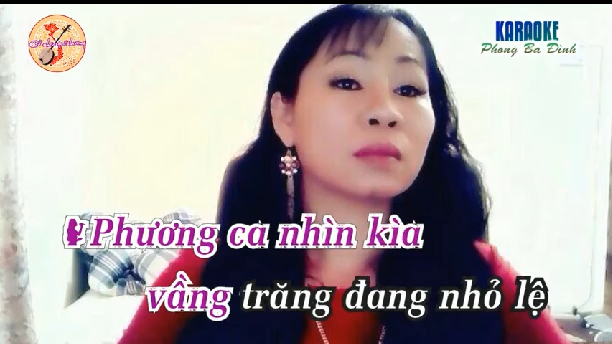 KARAOKE
Phong Ba Đình
Phương ca nhìn kìa
vầng trăng đang nhỏ lệ